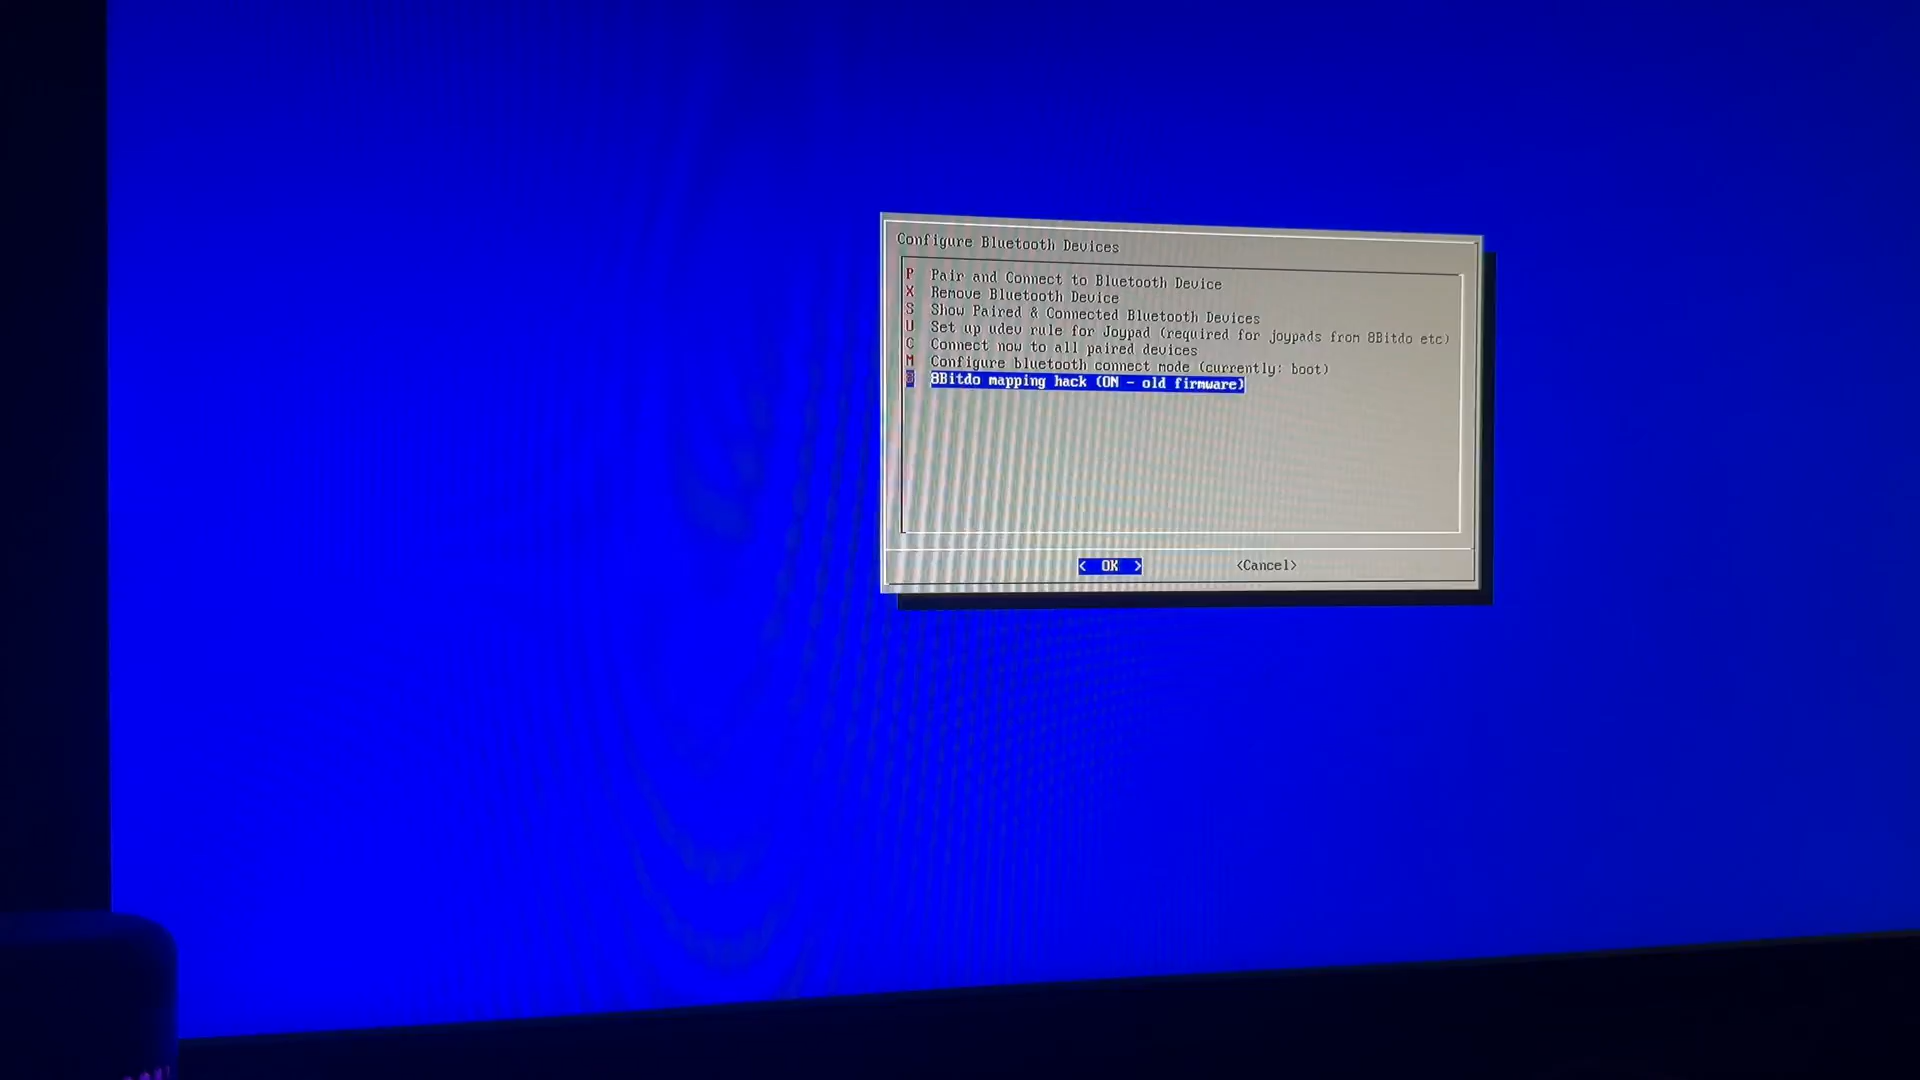 Configure Bluetooth Devices
P Pair and Connect to Bluetooth Device
X Remove Bluetooth Device
S Show Paired & Connected Bluetooth Devices
U Set up udev rule for Joypad (required for joypads from 8Bitdo etc)
C Connect now to all paired devices
M Configure bluetooth connect mode (currently: boot)
8 8Bitdo mapping hack (ON - old firmware)
< OK > <Cancel>